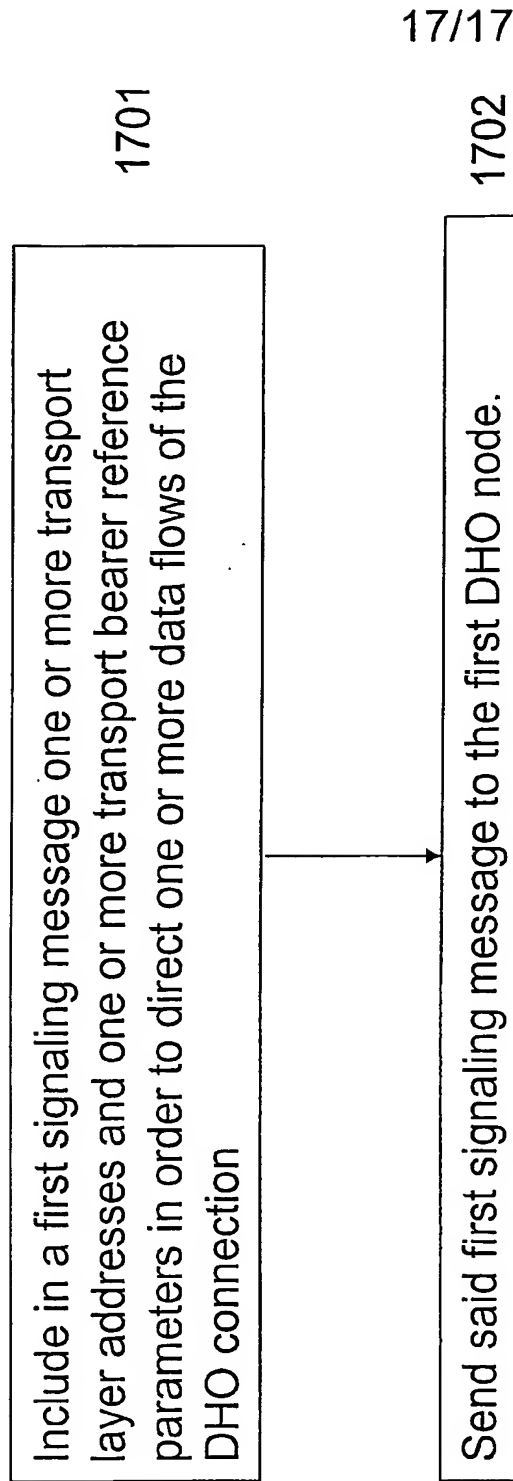 17/17
Include in a first signaling message one or more transport
layer addresses and one or more transport bearer reference
parameters in order to direct one or more data flows of the
DHO connection
1701
Send said first signaling message to the first DHO node.
1702